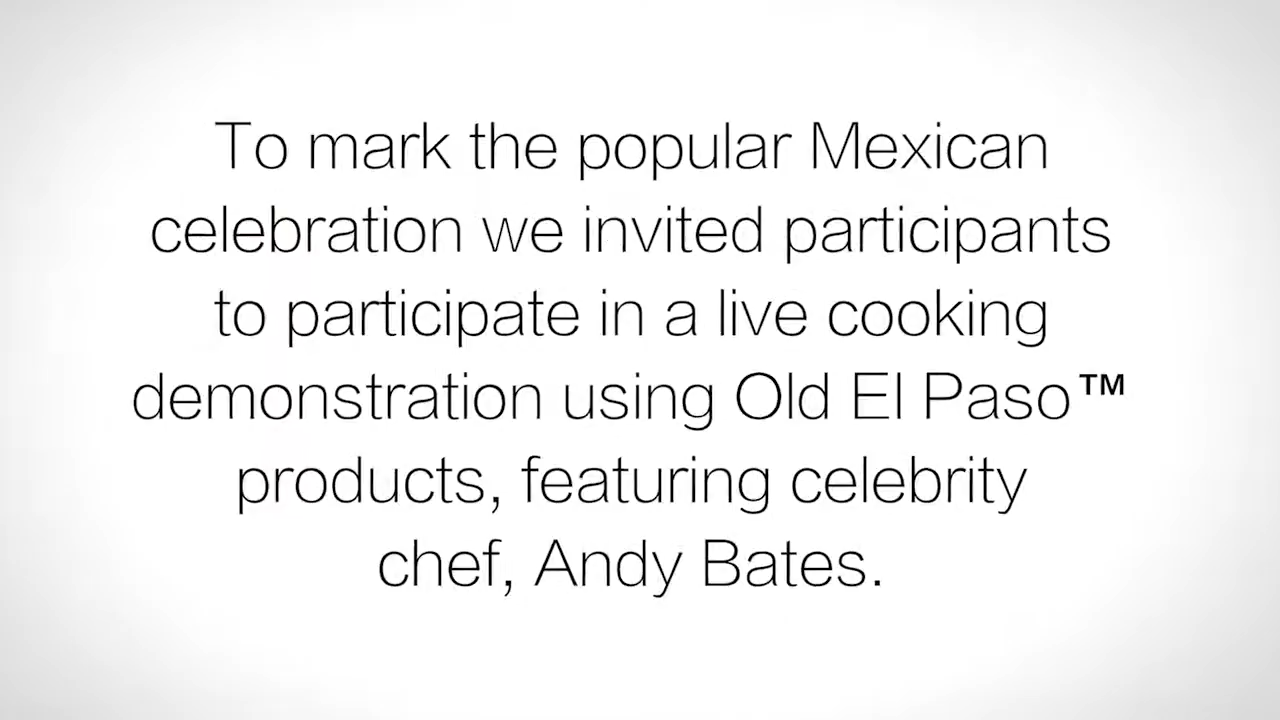 To mark the popular Mexican
celebration we invited participants
to participate in a live cooking
demonstration using Old El Paso™
products, featuring celebrity
chef, Andy Bates.